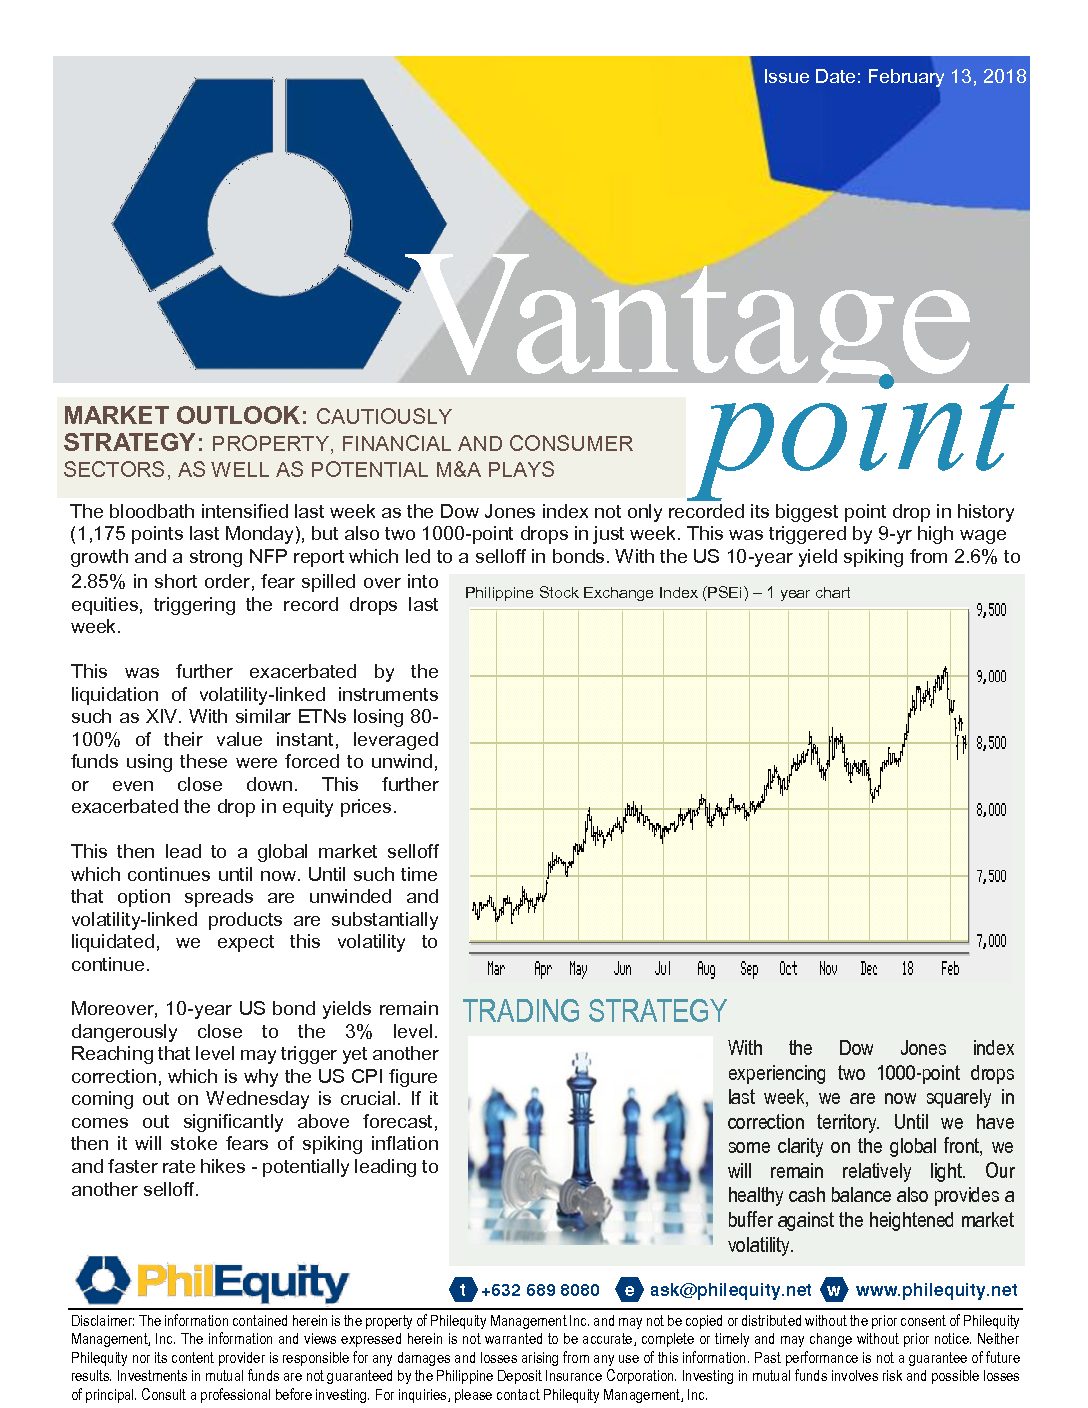 Issue Date: February 13, 2018
Vantage
point
MARKET OUTLOOK: CAUTIOUSLY
STRATEGY: PROPERTY, FINANCIAL AND CONSUMER
SECTORS, AS WELL AS POTENTIAL M&A PLAYS
The bloodbath intensified last week as the Dow Jones index not only recorded its biggest point drop in history
(1,175 points last Monday), but also two 1000-point drops in just week. This was triggered by 9-yr high wage
growth and a strong NFP report which led to a selloff in bonds. With the US 10-year yield spiking from 2.6% to
2.85% in short order, fear spilled over into
equities, triggering the record drops last
week.
This was further exacerbated by the
liquidation of volatility-linked instruments
such as XIV. With similar ETNs losing 80-
100% of their value instant, leveraged
funds using these were forced to unwind,
or even close down. This further
exacerbated the drop in equity prices.
This then lead to a global market selloff
which continues until now. Until such time
that option spreads are unwinded and
volatility-linked products are substantially
liquidated, we expect this volatility to
continue.
Moreover, 10-year US bond yields remain
dangerously close to the 3% level.
Reaching that level may trigger yet another
correction, which is why the US CPI figure
coming out on Wednesday is crucial. If it
comes out significantly above forecast,
then it will stoke fears of spiking inflation
and faster rate hikes - potentially leading to
another selloff.
Philippine Stock Exchange Index (PSEi) – 1 year chart
9,500
9,000
8,500
8,000
7,500
7,000
Mar Apr May Jun Jul Aug Sep Oct Nov Dec 18 Feb
TRADING STRATEGY
With the Dow Jones index
experiencing two 1000-point drops
last week, we are now squarely in
correction territory. Until we have
some clarity on the global front, we
will remain relatively light. Our
healthy cash balance also provides a
buffer against the heightened market
volatility.
PhilEquity
t +632 689 8080 e ask@philequity.net w www.philequity.net
Disclaimer: The information contained herein is the property of Philequity Management Inc. and may not be copied or distributed without the prior consent of Philequity
Management, Inc. The information and views expressed herein is not warranted to be accurate, complete or timely and may change without prior notice. Neither
Philequity nor its content provider is responsible for any damages and losses arising from any use of this information. Past performance is not a guarantee of future
results. Investments in mutual funds are not guaranteed by the Philippine Deposit Insurance Corporation. Investing in mutual funds involves risk and possible losses
of principal. Consult a professional before investing. For inquiries, please contact Philequity Management, Inc.